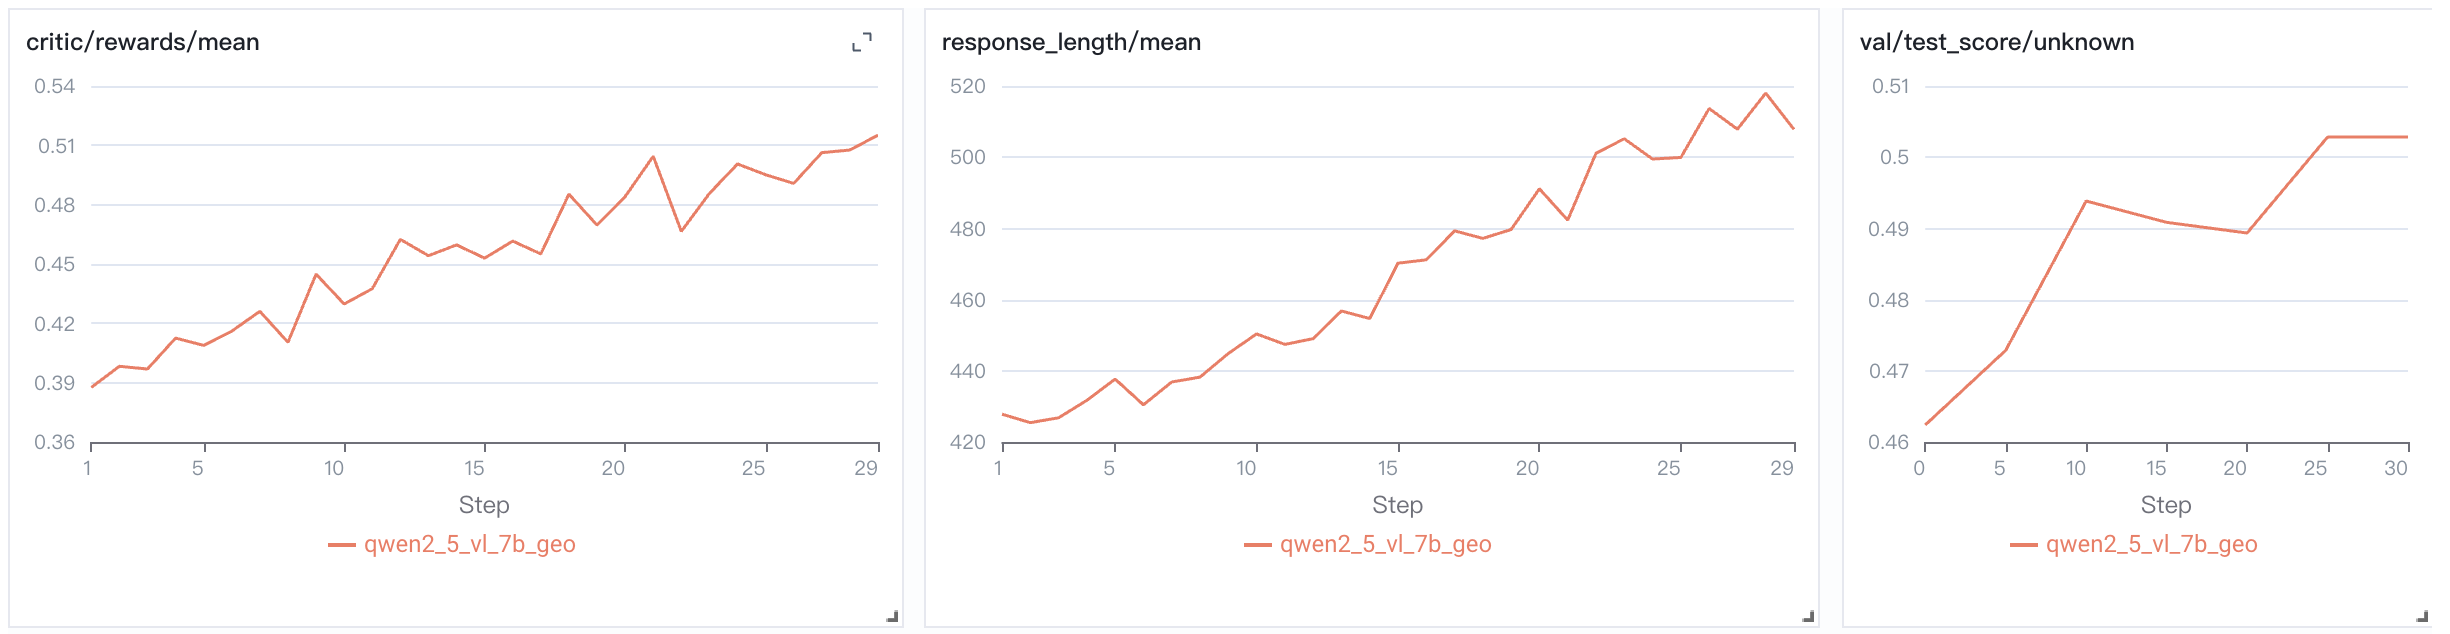 critic/rewards/mean
0.54
0.51
0.48
0.45
0.42
0.39
0.36
1 5 10 15 20 25 29
Step
qwen2_5_vl_7b_geo
response_length/mean
520
500
480
460
440
420
1 5 10 15 20 25 29
Step
qwen2_5_vl_7b_geo
val/test_score/unknown
0.51
0.5
0.49
0.48
0.47
0.46
0 5 10 15 20 25 30
Step
qwen2_5_vl_7b_geo